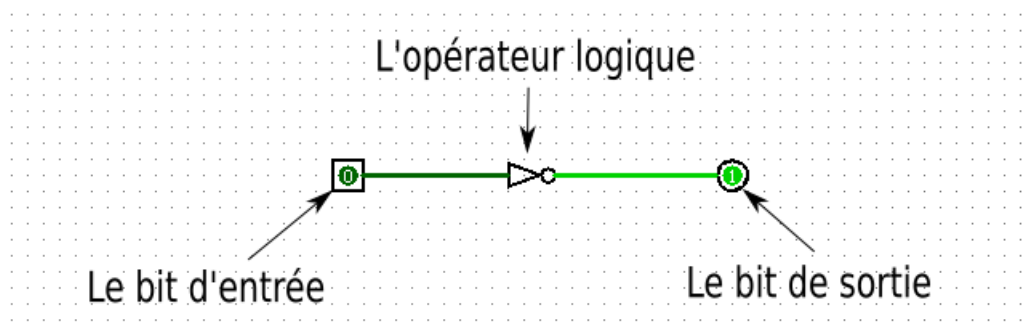 L'opérateur logique
0
1
Le bit d'entrée
Le bit de sortie